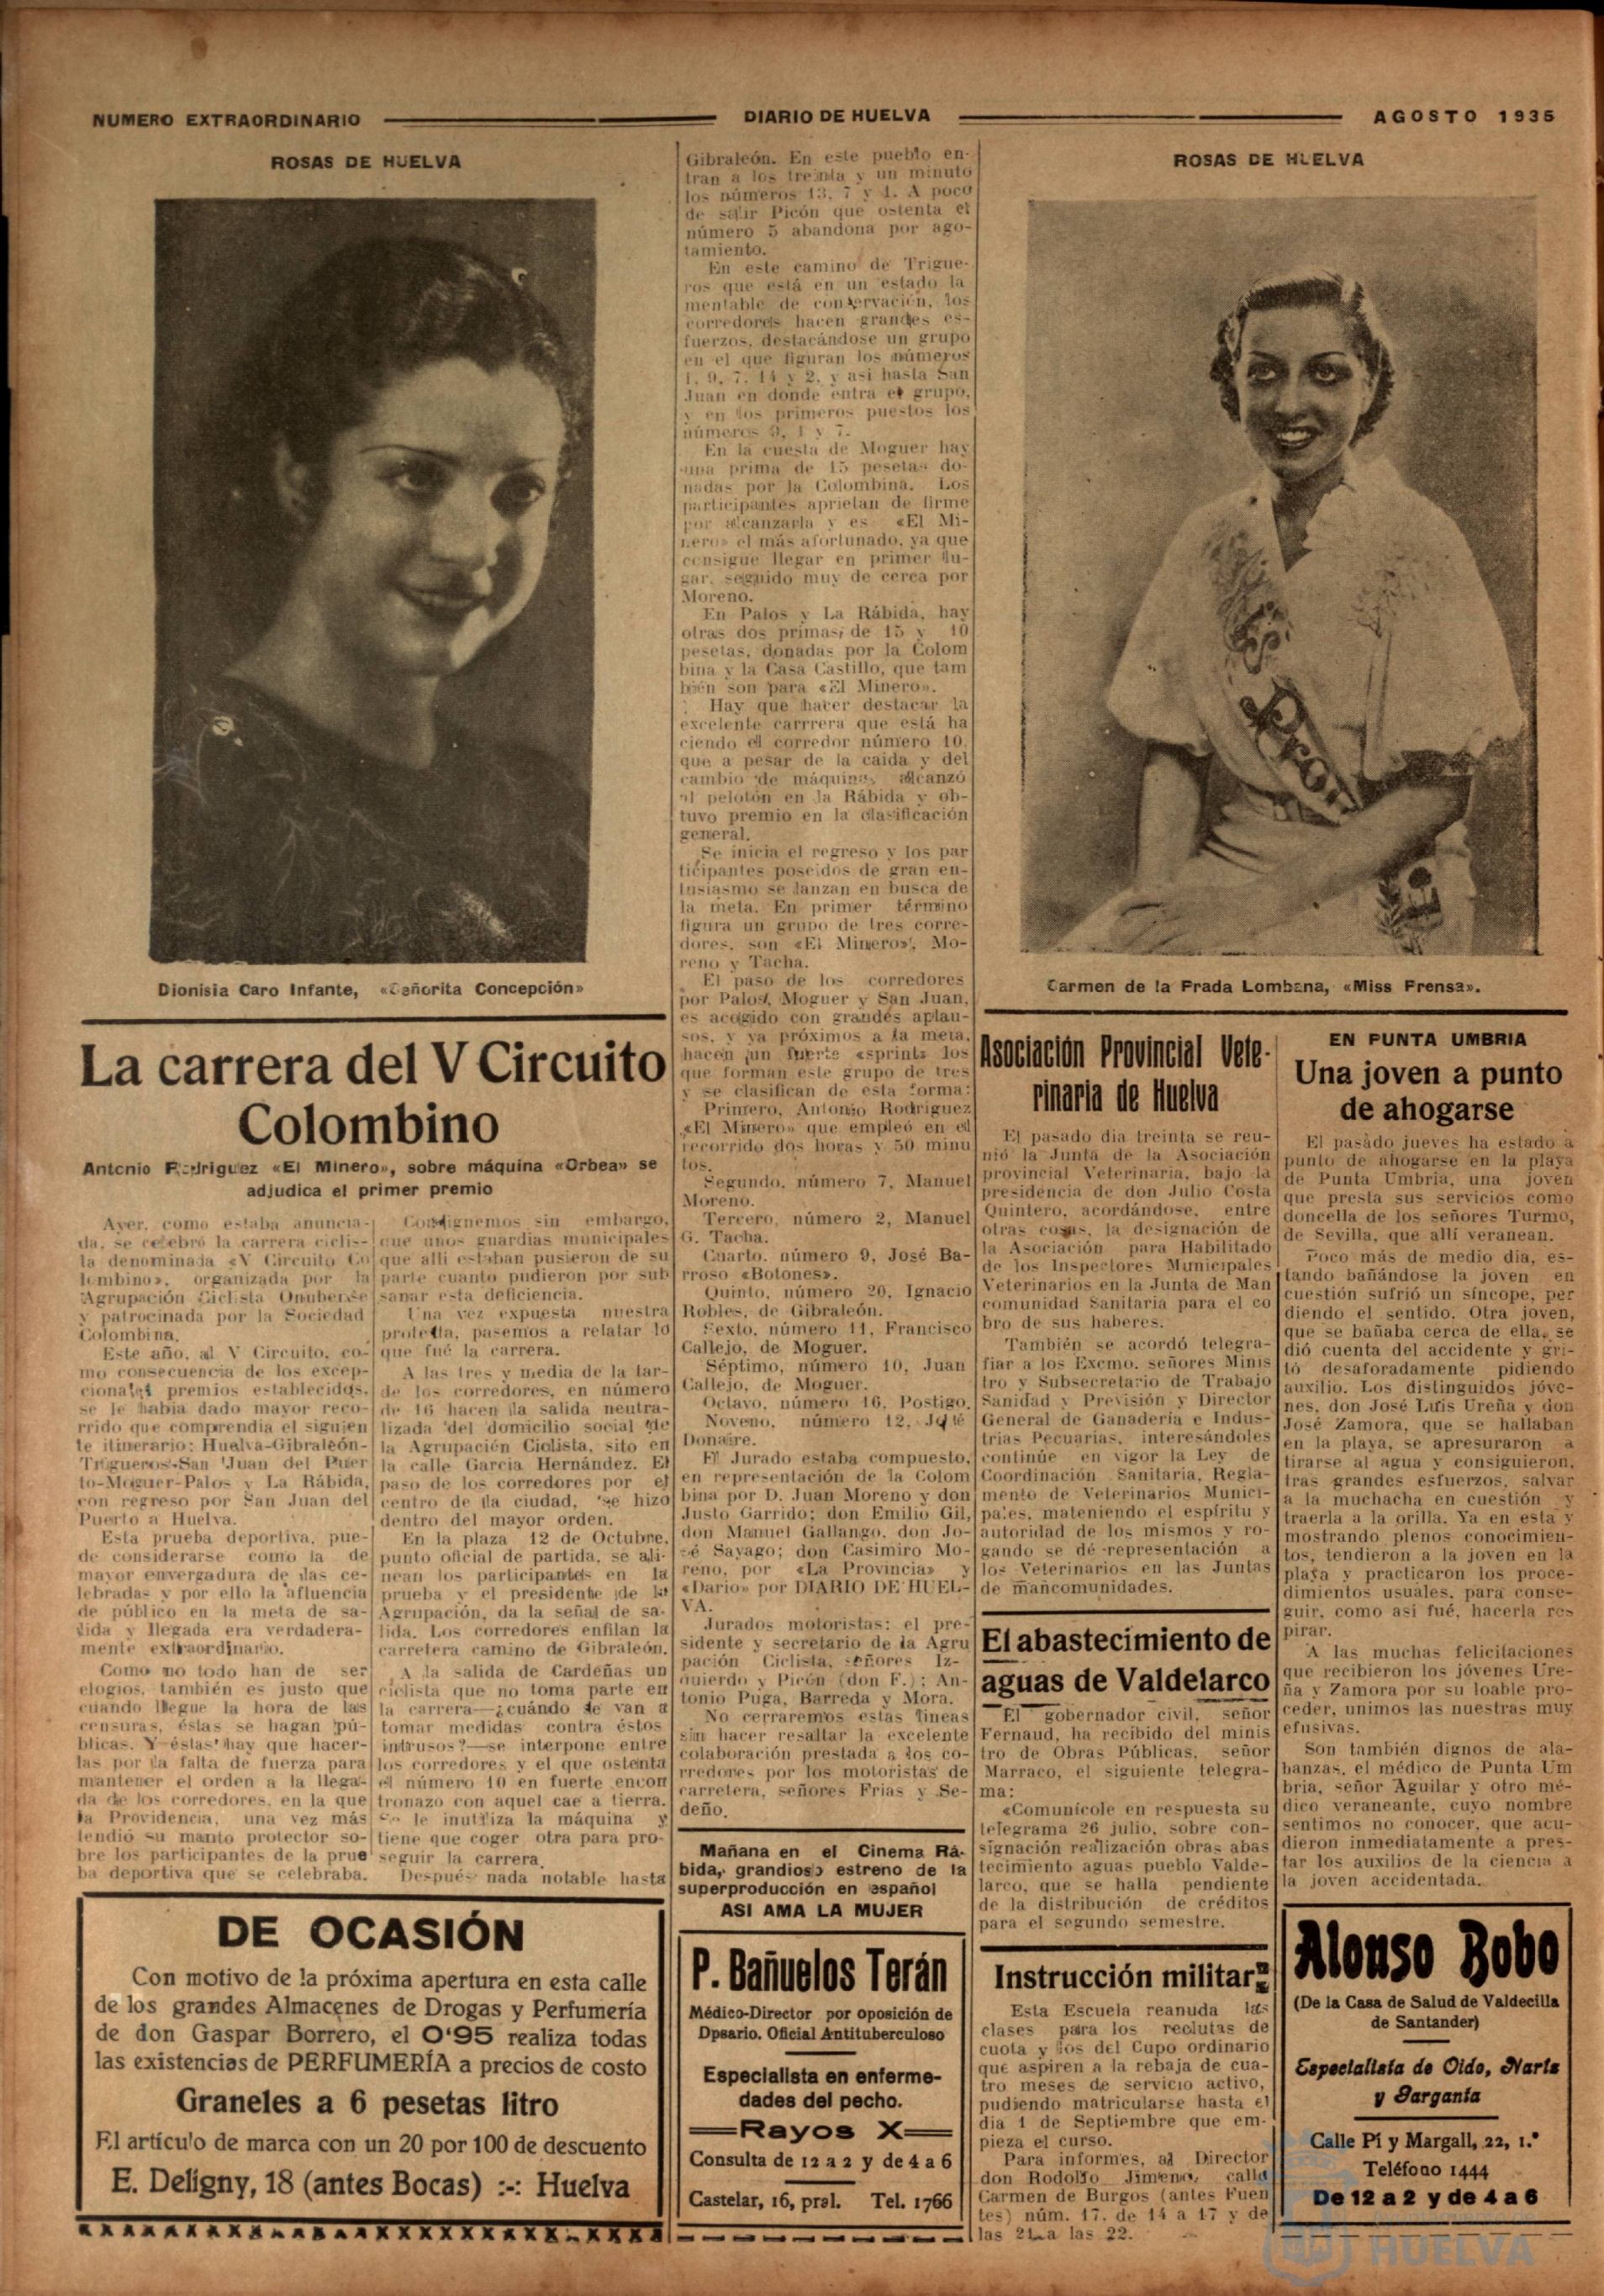 NUMERO EXTRAORDINARIO
DIARIO DE HUELVA
AGOSTO 1935
ROSAS DE HUELVA
Dionisia Caro Infante, «Señorita Concepción»
La carrera del V Circuito
Colombino
Antonio Rodriguez «El Minero», sobre máquina «Orbea» se
adjudica el primer premio
Ayer, como estaba anuncia-
da, se celebró la carrera cicli--
ta denominada «V Circuito Co
lombino», organizada por la
Agrupación Ciclista Onubense
y patrocinada por la Sociedad
Colombina.
Este año, al V Circuito, co-
mo consecuencia de los excep-
cionales premios establecidos,
se le había dado mayor reco-
rrido que comprendía el siguien
te itinerario: Huelva-Gibraleón-
Trigueros-San Juan del Puer
to-Moguer-Palos y La Rábida,
con regreso por San Juan del
Puerto a Huelva.
Esta prueba deportiva, pue-
de considerarse como la de
mayor envergadura de las ce-
lebradas y por ello la afluencia
de público en la meta de sa-
lida y llegada era verdadera-
mente extraordinario.
Como no todo han de ser
elogios, también es justo que
cuando llegue la hora de las
censuras, éstas se hagan pú-
blicas. Y éstas hay que hacer-
las por la falta de fuerza para
mantener el orden a la llega-
da de los corredores, en la que
la Providencia, una vez más
tendió su manto protector so-
bre los participantes de la prue
ba deportiva que se celebraba.
Consignemos sin embargo,
que unos guardias municipales
que allí estaban pusieron de su
parte cuanto pudieron por sub
sanar esta deficiencia.
Una vez expuesta nuestra
protesta, pasemos a relatar lo
que fué la carrera.
A las tres y media de la tar-
de los corredores, en número
de 16 hacen la salida neutra-
lizada del domicilio social de
la Agrupación Ciclista, sito en
la calle García Hernández. El
paso de los corredores por el
centro de la ciudad, se hizo
dentro del mayor orden.
En la plaza 12 de Octubre,
punto oficial de partida, se ali-
nean los participantes en la
prueba y el presidente de la
Agrupación, da la señal de sa-
lida. Los corredores enfilan la
carretera camino de Gibraleón.
A la salida de Cardeñas un
ciclista que no toma parte en
la carrera—¿cuándo se van a
tomar medidas contra éstos
intrusos?—se interpone entre
los corredores y el que ostenta
el número 10 en fuerte encon
tronazo con aquel cae a tierra.
Se le inutiliza la máquina y
tiene que coger otra para pro-
seguir la carrera.
Después nada notable hasta
Gibraleón. En este pueblo en-
tran a los treinta y un minuto
los números 13, 7 y 1. A poco
de salir Picón que ostenta el
número 5 abandona por ago-
tamiento.
En este camino de Trigue-
ros que está en un estado la
mentable de conservación, los
corredores hacen grandes es-
fuerzos, destacándose un grupo
en el que figuran los números
1, 9, 7, 14 y 2, y asi hasta San
Juan en donde entra el grupo,
y en los primeros puestos los
números 9, 1 y 7.
En la cuesta de Moguer hay
una prima de 15 pesetas do-
nadas por la Colombina. Los
participantes aprietan de firme
por alcanzarla y es «El Mi-
nero» el más afortunado, ya que
consigue llegar en primer lu-
gar, seguido muy de cerca por
Moreno.
En Palos y La Rábida, hay
otras dos primas, de 15 y 10
pesetas, donadas por la Colom
bina y la Casa Castillo, que tam
bién son para «El Minero».
Hay que hacer destacar la
excelente carrrera que está ha
ciendo el corredor número 10,
que a pesar de la caida y del
cambio de máquina, alcanzó
al pelotón en la Rábida y ob-
tuvo premio en la clasificación
general.
Se inicia el regreso y los par
ticipantes poseidos de gran en-
tusiasmo se lanzan en busca de
la meta. En primer término
figura un grupo de tres corre-
dores, son «El Minero», Mo-
reno y Tacha.
El paso de los corredores
por Palos, Moguer y San Juan,
es acogido con grandes aplau-
sos, y ya próximos a la meta,
hacen un fuerte «sprint» los
que forman este grupo de tres
y se clasifican de esta forma:
Primero, Antonio Rodríguez
«El Minero» que empleó en el
recorrido dos horas y 50 minu
tos.
Segundo, número 7, Manuel
Moreno.
Tercero, número 2, Manuel
G. Tacha.
Cuarto, número 9, José Ba-
rroso «Botones».
Quinto, número 20, Ignacio
Robles, de Gibraleón.
Sexto, número 11, Francisco
Callejo, de Moguer.
Séptimo, número 10, Juan
Callejo, de Moguer.
Octavo, número 16, Postigo.
Noveno, número 12, José
Donaire.
El Jurado estaba compuesto,
en representación de la Colom
bina por D. Juan Moreno y don
Justo Garrido; don Emilio Gil,
don Manuel Gallango, don Jo-
sé Sayago; don Casimiro Mo-
reno, por «La Provincia» y
«Dario» por DIARIO DE HUEL-
VA.
Jurados motoristas: el pre-
sidente y secretario de la Agru
pación Ciclista, señores Iz-
quierdo y Picón (don F.); An-
tonio Puga, Barreda y Mora.
No cerraremos estas lineas
sin hacer resaltar la excelente
colaboración prestada a los co-
rredores por los motoristas de
carretera, señores Frias y Se-
deño.
Mañana en el Cinema Rá-
bida, grandioso estreno de la
superproducción en español
ASI AMA LA MUJER
ROSAS DE HUELVA
Pren
Carmen de la Prada Lombana, «Miss Prensa».
Asociación Provincial Vete-
rinaria de Huelva
El pasado dia treinta se reu-
nió la Junta de la Asociación
provincial Veterinaria, bajo la
presidencia de don Julio Costa
Quintero, acordándose, entre
otras cosas, la designación de
la Asociación para Habilitado
de los Inspectores Municipales
Veterinarios en la Junta de Man
comunidad Sanitaria para el co
bro de sus haberes.
También se acordó telegra-
fiar a los Excmo. señores Minis
tro y Subsecretario de Trabajo
Sanidad y Previsión y Director
General de Ganadería e Indus-
trias Pecuarias, interesándoles
continúe en vigor la Ley de
Coordinación Sanitaria, Regla-
mento de Veterinarios Munici-
pales, mateniendo el espíritu y
autoridad de los mismos y ro-
gando se dé representación a
los Veterinarios en las Juntas
de mancomunidades.
El abastecimiento de
aguas de Valdelarco
El gobernador civil, señor
Fernaud, ha recibido del minis
tro de Obras Públicas, señor
Marraco, el siguiente telegra-
ma:
«Comunícole en respuesta su
telegrama 26 julio, sobre con-
signación realización obras abas
tecimiento aguas pueblo Valde-
larco, que se halla pendiente
de la distribución de créditos
para el segundo semestre.
Instrucción militar
Esta Escuela reanuda las
clases para los reclutas de
cuota y los del Cupo ordinario
que aspiren a la rebaja de cua-
tro meses de servicio activo,
pudiendo matricularse hasta el
dia 1 de Septiembre que em-
pieza el curso.
Para informes, al Director
don Rodolfo Jimeno, calle
Carmen de Burgos (antes Fuen
tes) núm. 17, de 14 a 17 y de
las 21 a las 22.
EN PUNTA UMBRIA
Una joven a punto
de ahogarse
El pasado jueves ha estado a
punto de ahogarse en la playa
de Punta Umbría, una joven
que presta sus servicios como
doncella de los señores Turmo,
de Sevilla, que allí veranean.
Poco más de medio dia, es-
tando bañándose la joven en
cuestión sufrió un síncope, per
diendo el sentido. Otra joven,
que se bañaba cerca de ella, se
dió cuenta del accidente y gri-
tó desaforadamente pidiendo
auxilio. Los distinguidos jóve-
nes, don José Luis Ureña y don
José Zamora, que se hallaban
en la playa, se apresuraron a
tirarse al agua y consiguieron,
tras grandes esfuerzos, salvar
a la muchacha en cuestión y
traerla a la orilla. Ya en esta y
mostrando plenos conocimien-
tos, tendieron a la joven en la
playa y practicaron los proce-
dimientos usuales, para conse-
guir, como así fué, hacerla res
pirar.
A las muchas felicitaciones
que recibieron los jóvenes Ure-
ña y Zamora por su loable pro-
ceder, unimos las nuestras muy
efusivas.
Son también dignos de ala-
banzas, el médico de Punta Um
bria, señor Aguilar y otro mé-
dico veraneante, cuyo nombre
sentimos no conocer, que acu-
dieron inmediatamente a pres-
tar los auxilios de la ciencia a
la joven accidentada.
DE OCASIÓN
Con motivo de la próxima apertura en esta calle
de los grandes Almacenes de Drogas y Perfumería
de don Gaspar Borrero, el O'95 realiza todas
las existencias de PERFUMERÍA a precios de costo
Graneles a 6 pesetas litro
El artículo de marca con un 20 por 100 de descuento
E. Deligny, 18 (antes Bocas) :-: Huelva
P. Bañuelos Terán
Médico-Director por oposición de
Dpsario. Oficial Antituberculoso
Especialista en enferme-
dades del pecho.
Rayos X
Consulta de 12 a 2 y de 4 a 6
Castelar, 16, pral. Tel. 1766
Alonso Bobo
(De la Casa de Salud de Valdecilla
de Santander)
Especialista de Oido, Nariz
y Garganta
Calle Pí y Margall, 22, 1.º
Teléfono 1444
De 12 a 2 y de 4 a 6
HUELVA